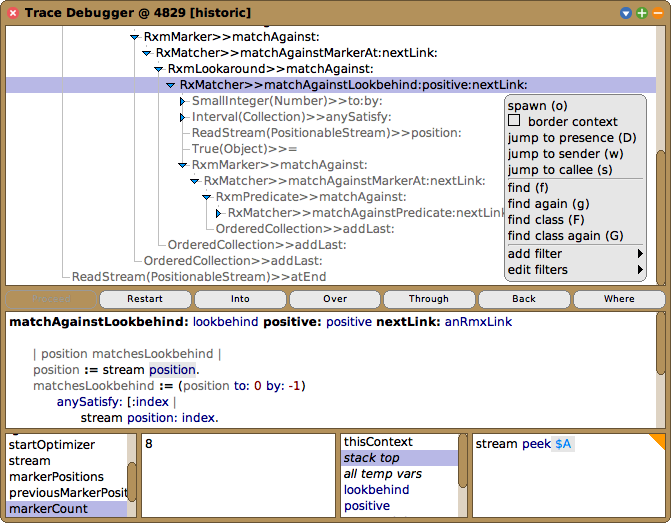 Trace Debugger @ 4829 [historic]
RxmMarker>>matchAgainst:
RxMatcher>>matchAgainstMarkerAt:nextLink:
RxmLookaround>>matchAgainst:
RxMatcher>>matchAgainstLookbehind:positive:nextLink:
SmallInteger(Number)>>to:by:
Interval(Collection)>>anySatisfy:
ReadStream(PositionableStream)>>position:
True(Object)>>=
RxmMarker>>matchAgainst:
RxMatcher>>matchAgainstMarkerAt:nextLink:
RxmPredicate>>matchAgainst:
RxMatcher>>matchAgainstPredicate:nextLink
OrderedCollection>>addLast:
OrderedCollection>>addLast:
OrderedCollection>>addLast:
ReadStream(PositionableStream)>>atEnd
spawn (o)
border context
jump to presence (D)
jump to sender (w)
jump to callee (s)
find (f)
find again (g)
find class (F)
find class again (G)
add filter
edit filters
Restart Into Over Through Back Where
matchAgainstLookbehind: lookbehind positive: positive nextLink: anRmxLink
| position matchesLookbehind |
position := stream position.
matchesLookbehind := (position to: 0 by: -1)
anySatisfy: [:index |
stream position: index.
startOptimizer
stream
markerPositions
previousMarkerPosit
markerCount
8
thisContext
stack top
all temp vars
lookbehind
positive
stream peek $A